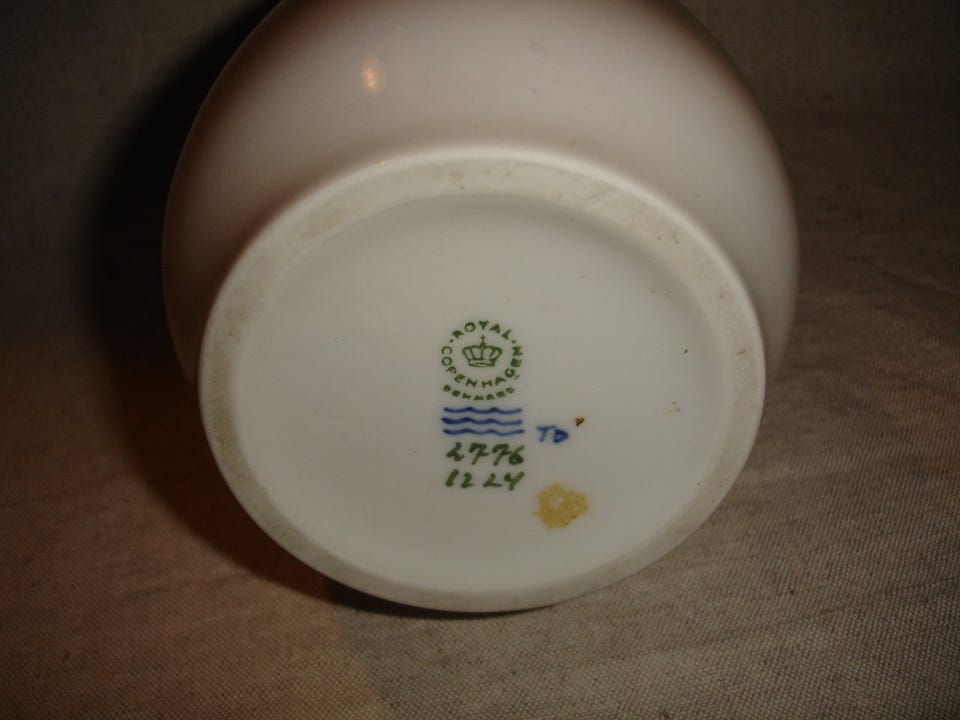 ROYAL
COPENHAGEN
DENMARK
TD
2776
1224